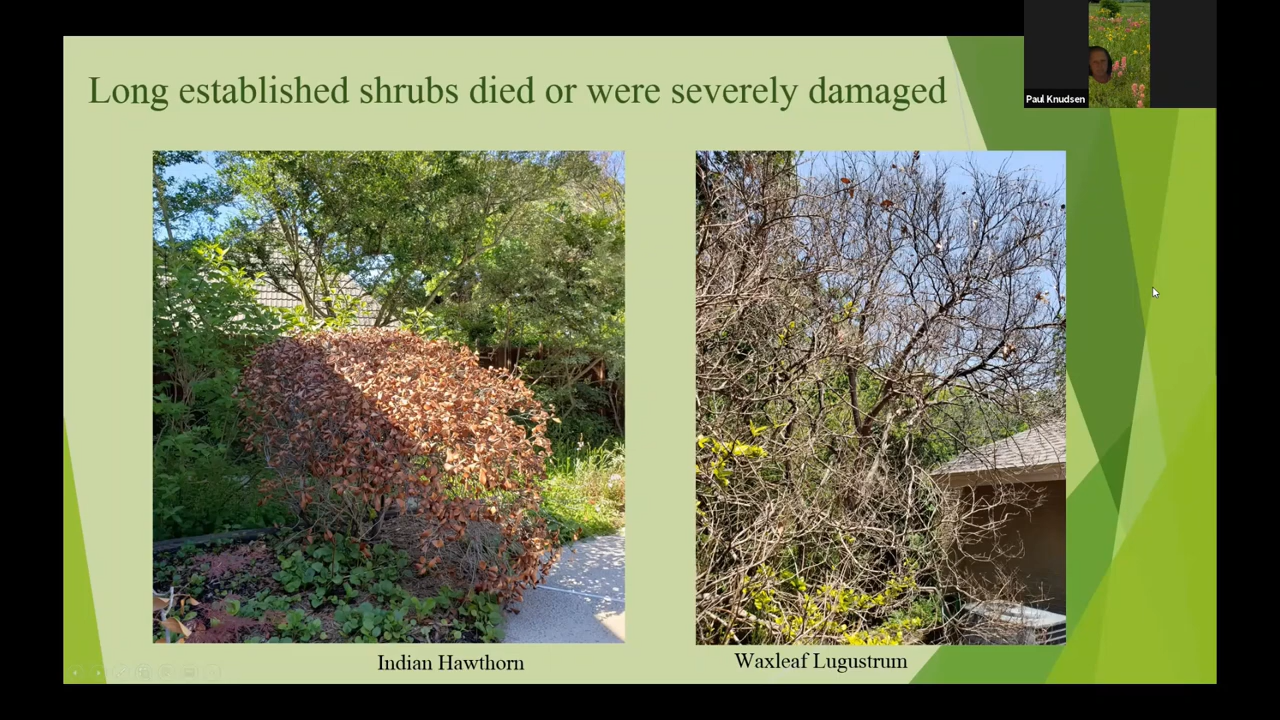 Long established shrubs died or were severely damaged
Paul Knudsen
Indian Hawthorn
Waxleaf Lugustrum